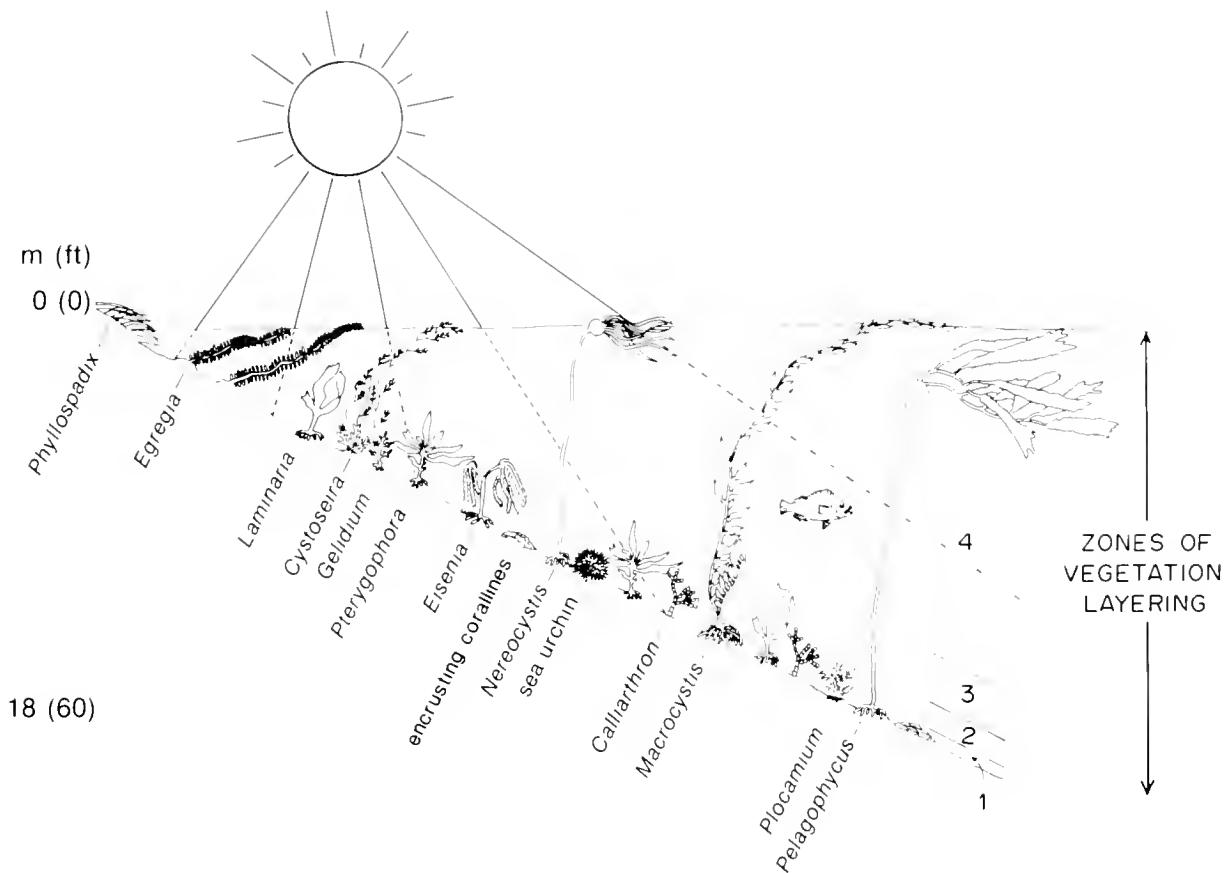 m (ft)
0 (0)
Phyllospadix
Egregia
Laminaria
Cystoseira
Gelidium
Pterygophora
Eisenia
encrusting corallines
Nereocystis
sea urchin
Calliarthron
Macrocystis
Plocamium
Pelagophycus
18 (60)
4
3
2
1
ZONES OF
VEGETATION
LAYERING